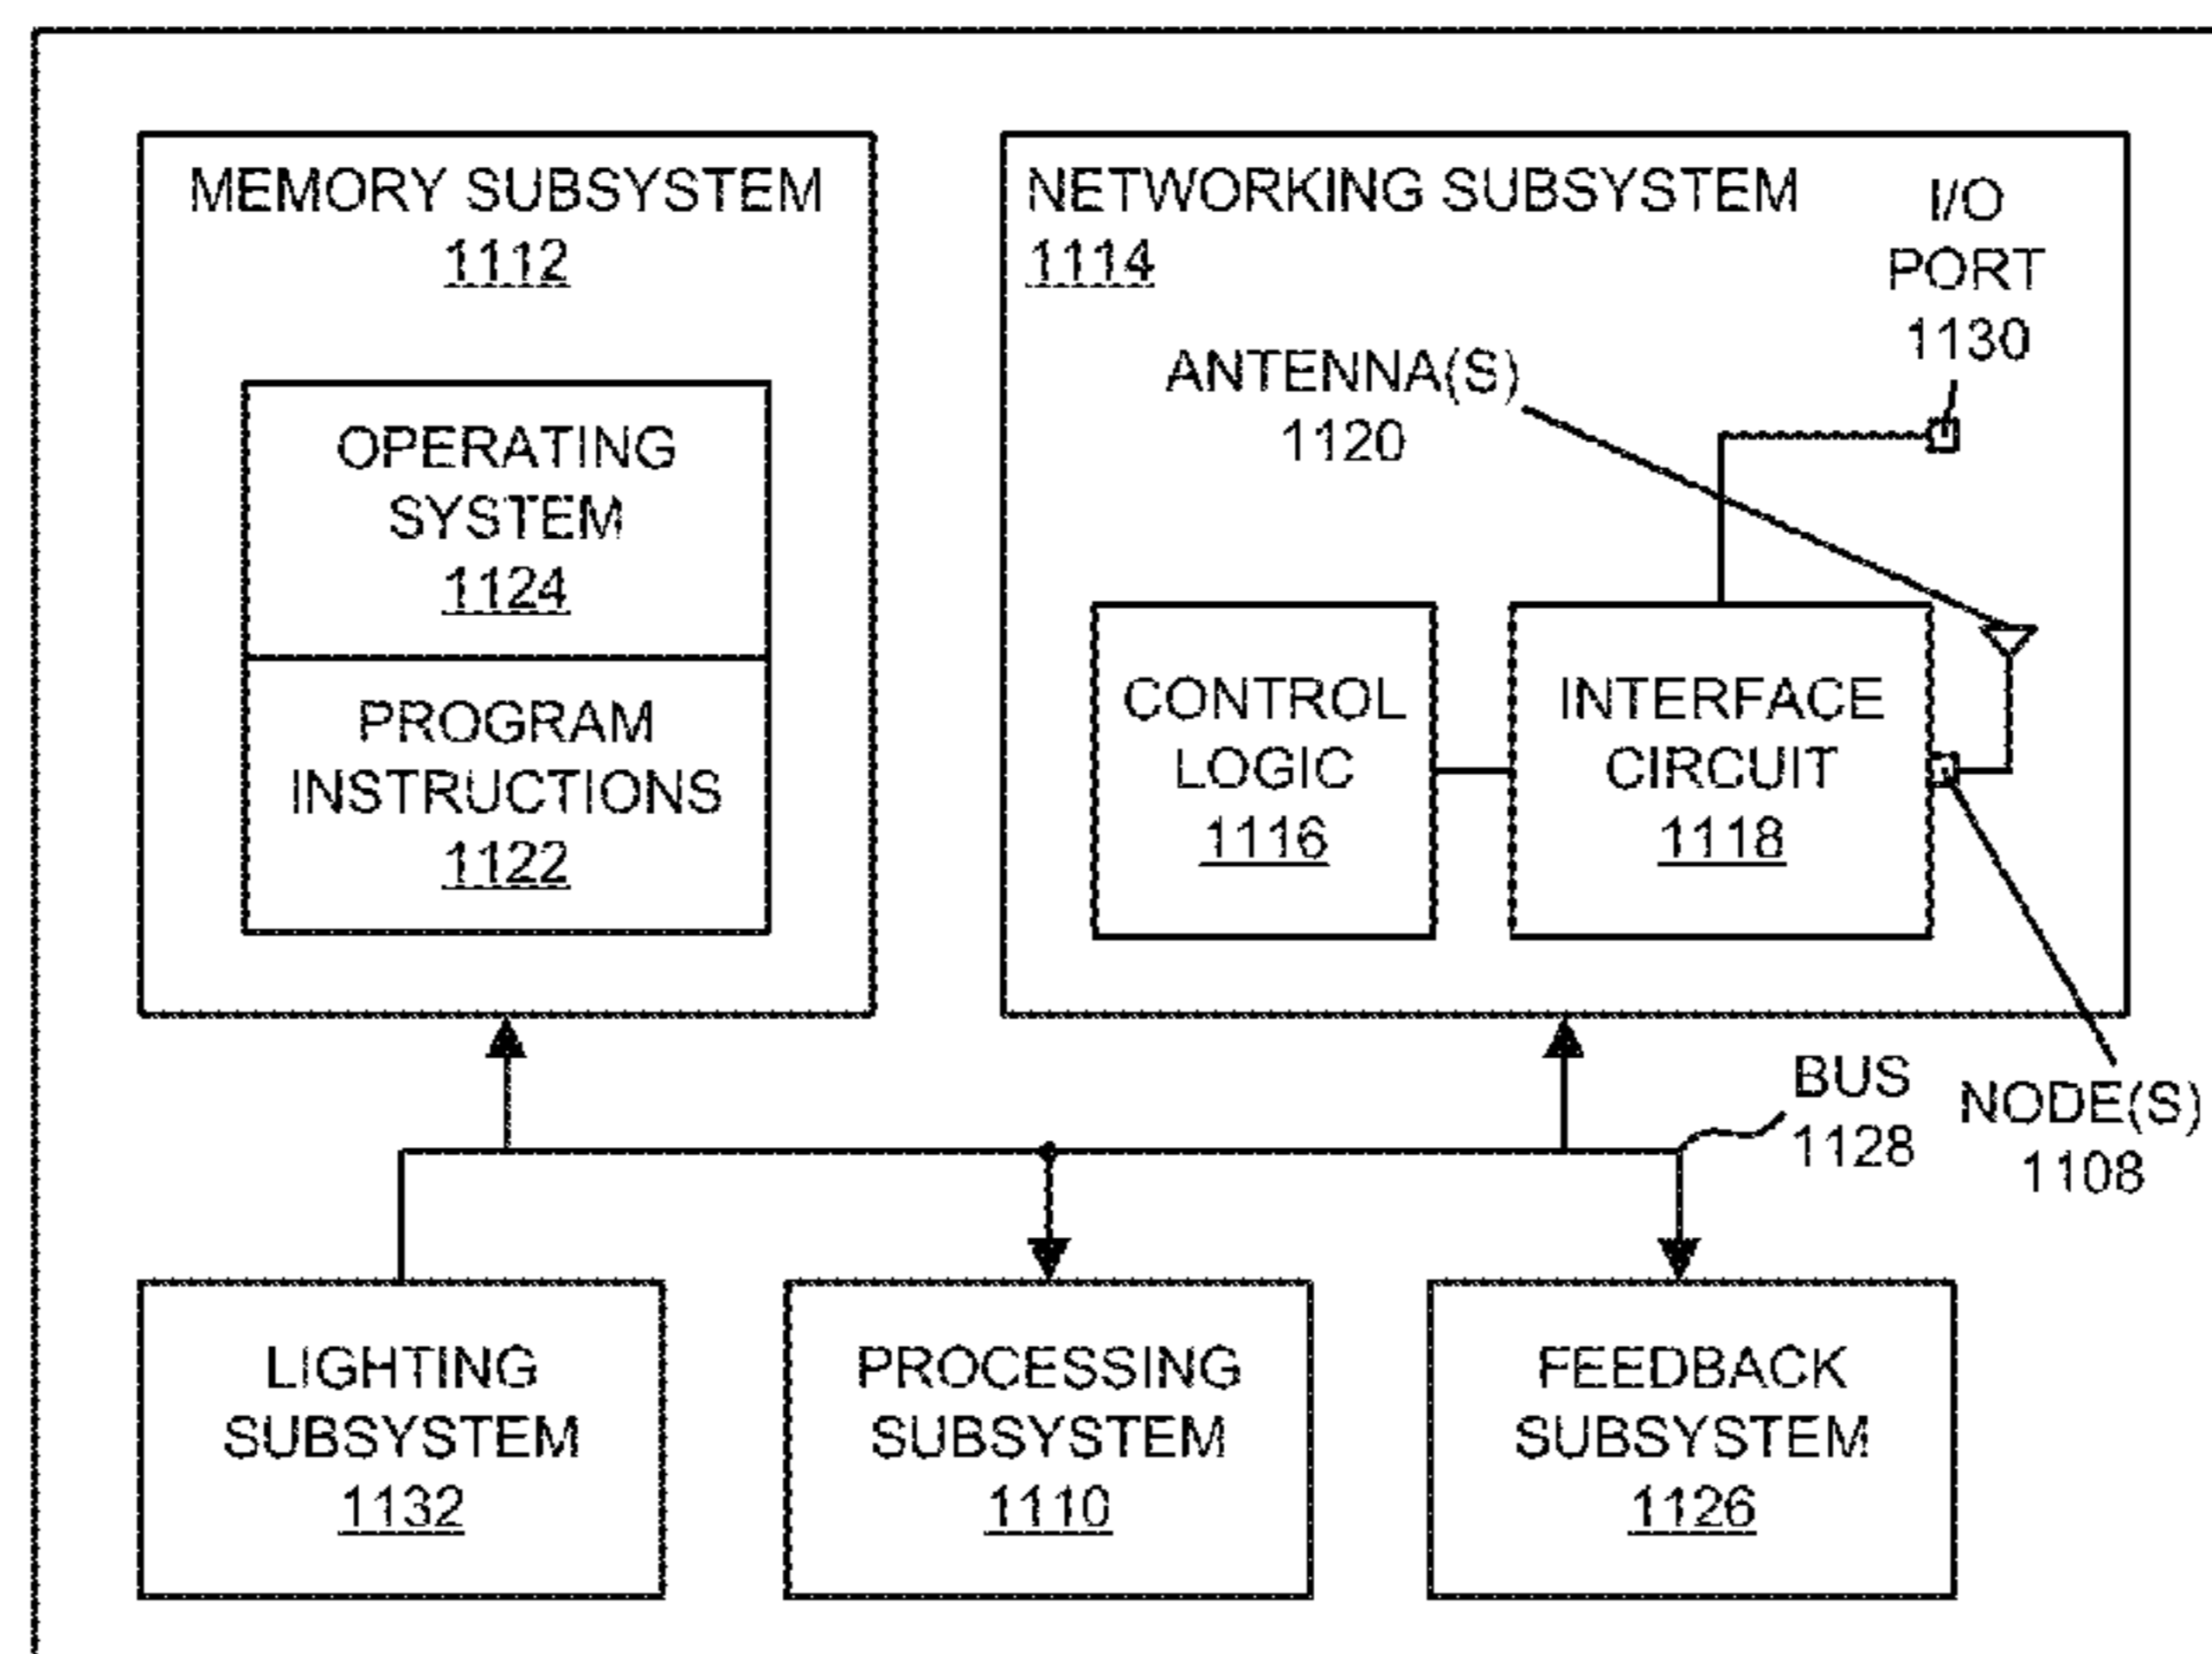 MEMORY SUBSYSTEM
1112
OPERATING
SYSTEM
1124
PROGRAM
INSTRUCTIONS
1122
NETWORKING SUBSYSTEM
1114
I/O
PORT
1130
ANTENNA(S)
1120
CONTROL
LOGIC
1116
INTERFACE
CIRCUIT
1118
BUS
1128
NODE(S)
1108
LIGHTING
SUBSYSTEM
1132
PROCESSING
SUBSYSTEM
1110
FEEDBACK
SUBSYSTEM
1126